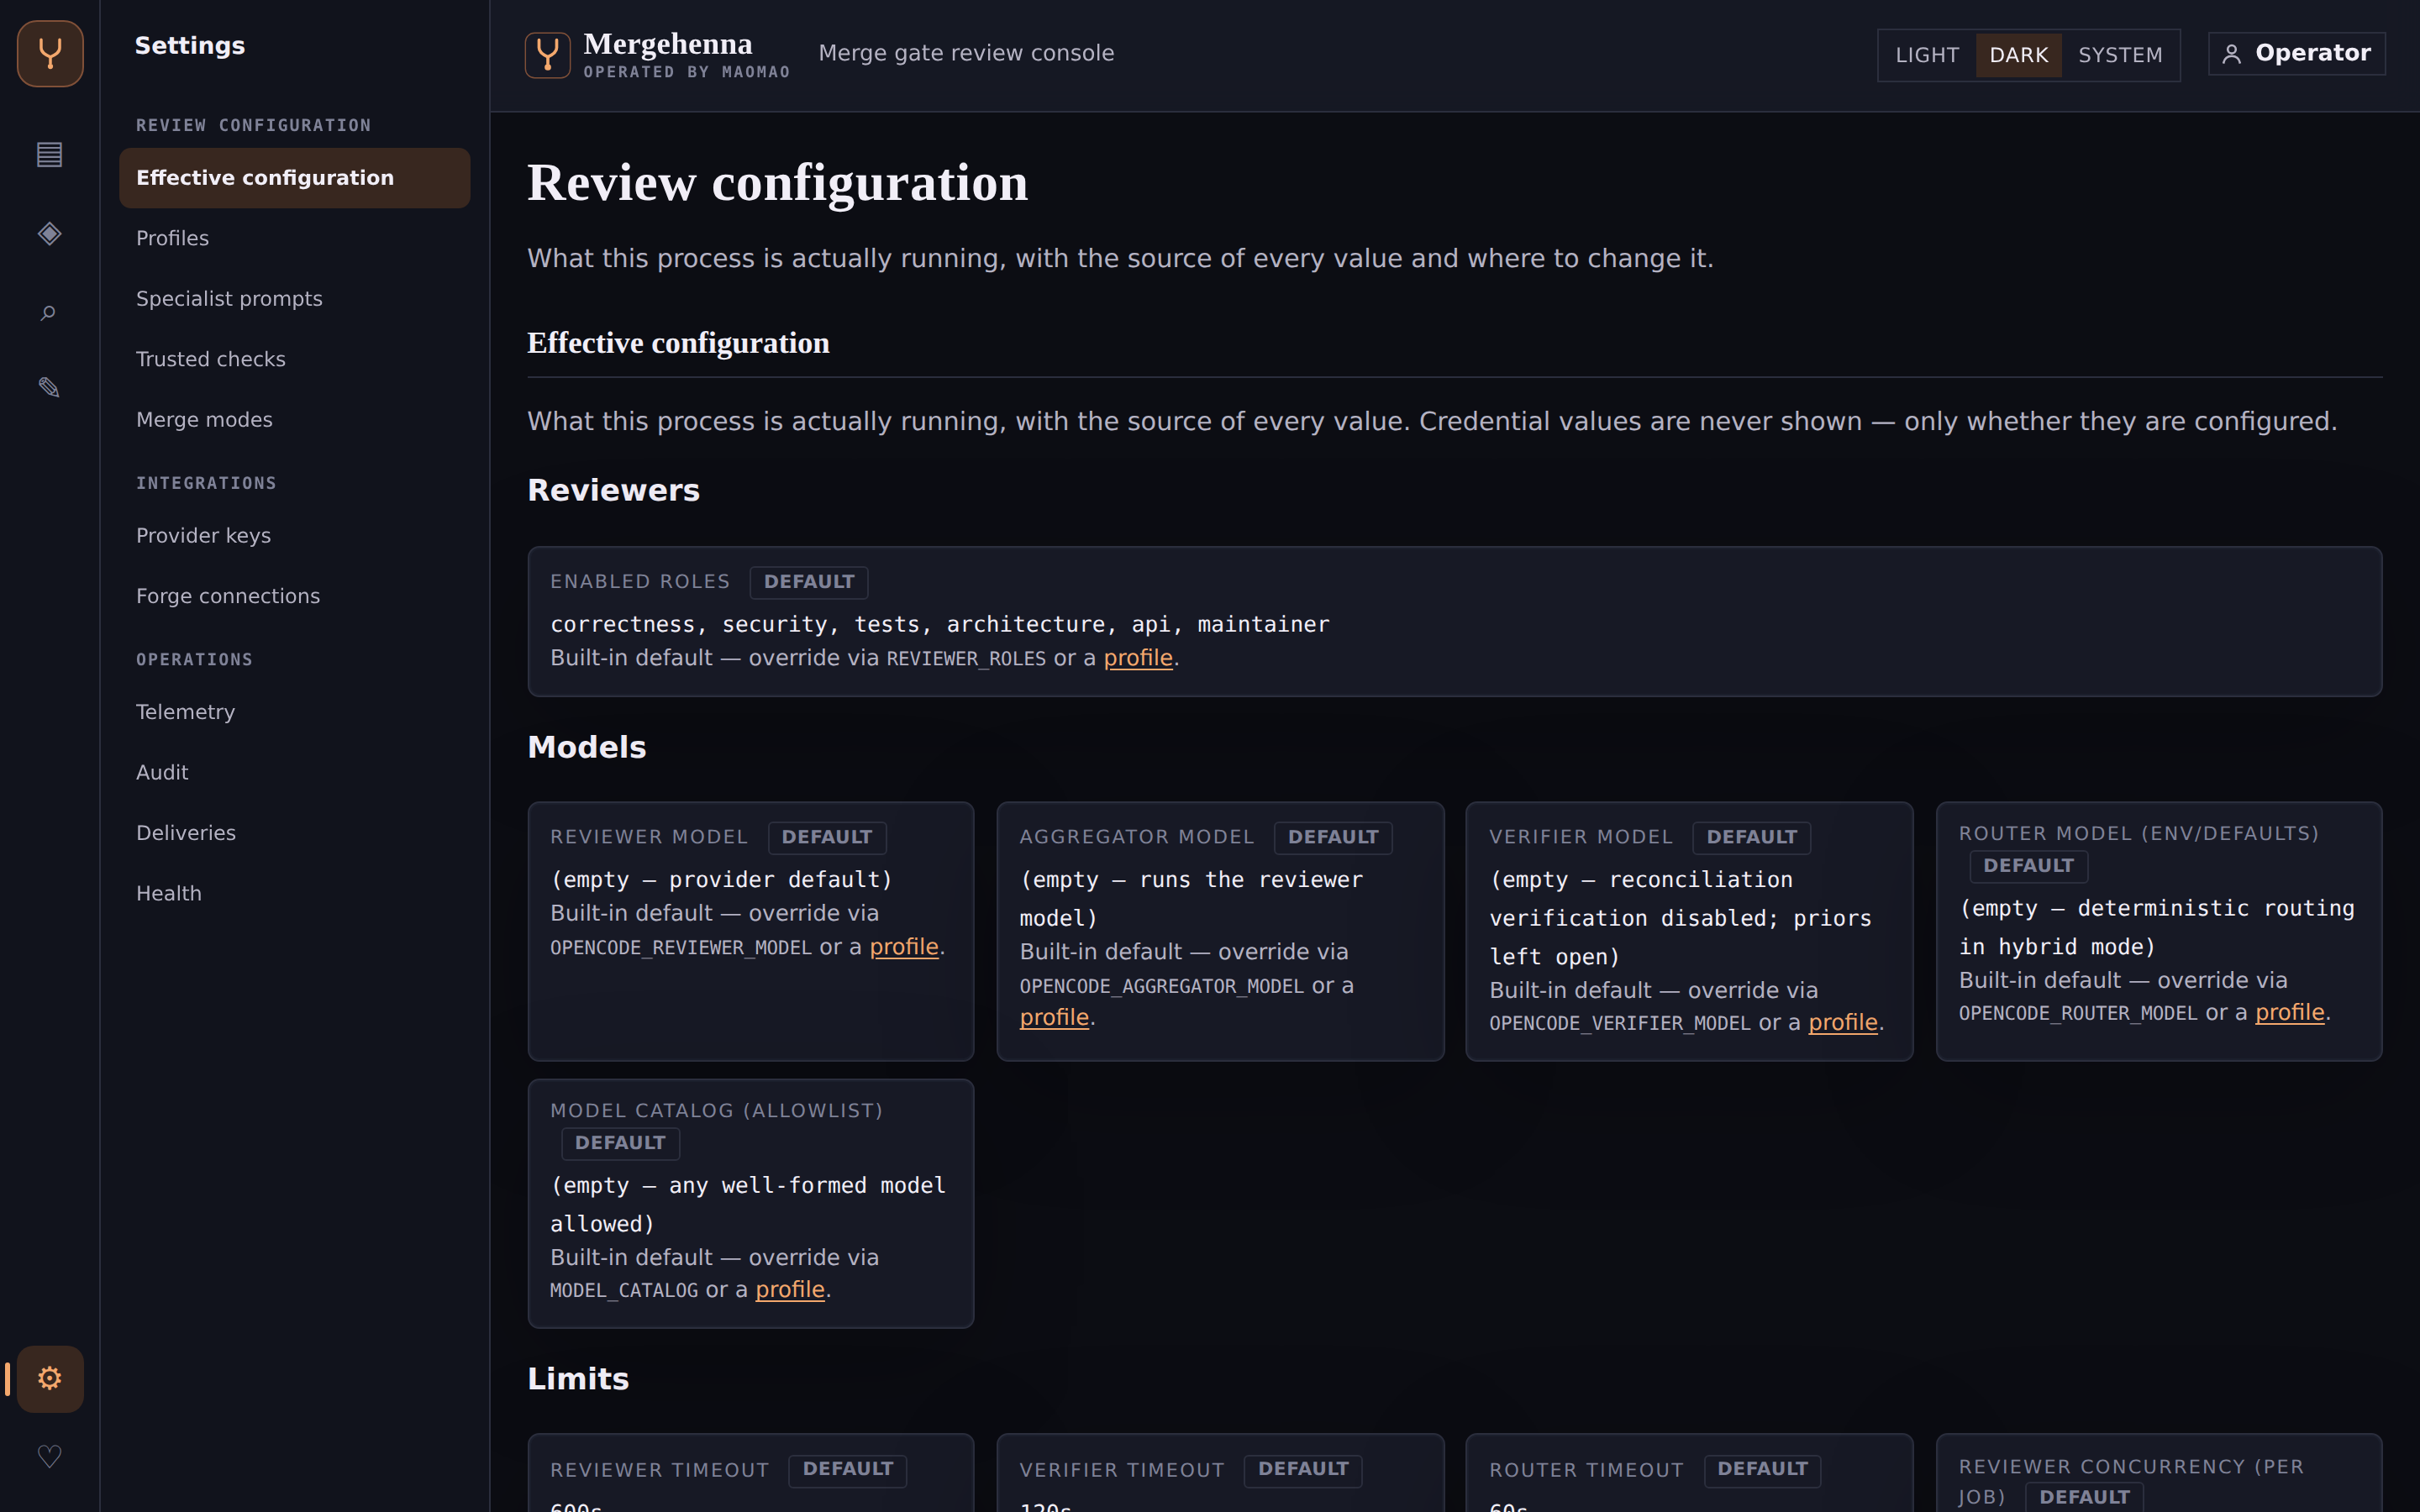 Settings
REVIEW CONFIGURATION
Effective configuration
Profiles
Specialist prompts
Trusted checks
Merge modes
INTEGRATIONS
Provider keys
Forge connections
OPERATIONS
Telemetry
Audit
Deliveries
Health
Mergehenna
OPERATED BY MAOMAO
Merge gate review console
LIGHT DARK SYSTEM
Operator
Review configuration
What this process is actually running, with the source of every value and where to change it.
Effective configuration
What this process is actually running, with the source of every value. Credential values are never shown — only whether they are configured.
Reviewers
ENABLED ROLES DEFAULT
correctness, security, tests, architecture, api, maintainer
Built-in default — override via REVIEWER_ROLES or a profile.
Models
REVIEWER MODEL DEFAULT
(empty — provider default)
Built-in default — override via
OPENCODE_REVIEWER_MODEL or a profile.
AGGREGATOR MODEL DEFAULT
(empty — runs the reviewer
model)
Built-in default — override via
OPENCODE_AGGREGATOR_MODEL or a
profile.
VERIFIER MODEL DEFAULT
(empty — reconciliation
verification disabled; priors
left open)
Built-in default — override via
OPENCODE_VERIFIER_MODEL or a profile.
ROUTER MODEL (ENV/DEFAULTS)
DEFAULT
(empty — deterministic routing
in hybrid mode)
Built-in default — override via
OPENCODE_ROUTER_MODEL or a profile.
MODEL CATALOG (ALLOWLIST)
DEFAULT
(empty — any well-formed model
allowed)
Built-in default — override via
MODEL_CATALOG or a profile.
Limits
REVIEWER TIMEOUT DEFAULT
600s
VERIFIER TIMEOUT DEFAULT
120s
ROUTER TIMEOUT DEFAULT
60s
REVIEWER CONCURRENCY (PER
JOB) DEFAULT